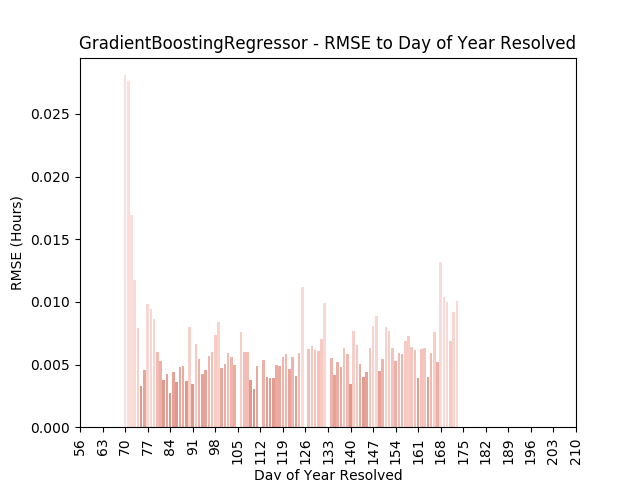 GradientBoostingRegressor - RMSE to Day of Year Resolved
0.025
0.020
0.015
0.010
0.005
0.000
RMSE (Hours)
56 63 70 77 84 91 98 105 112 119 126 133 140 147 154 161 168 175 182 189 196 203 210
Day of Year Resolved